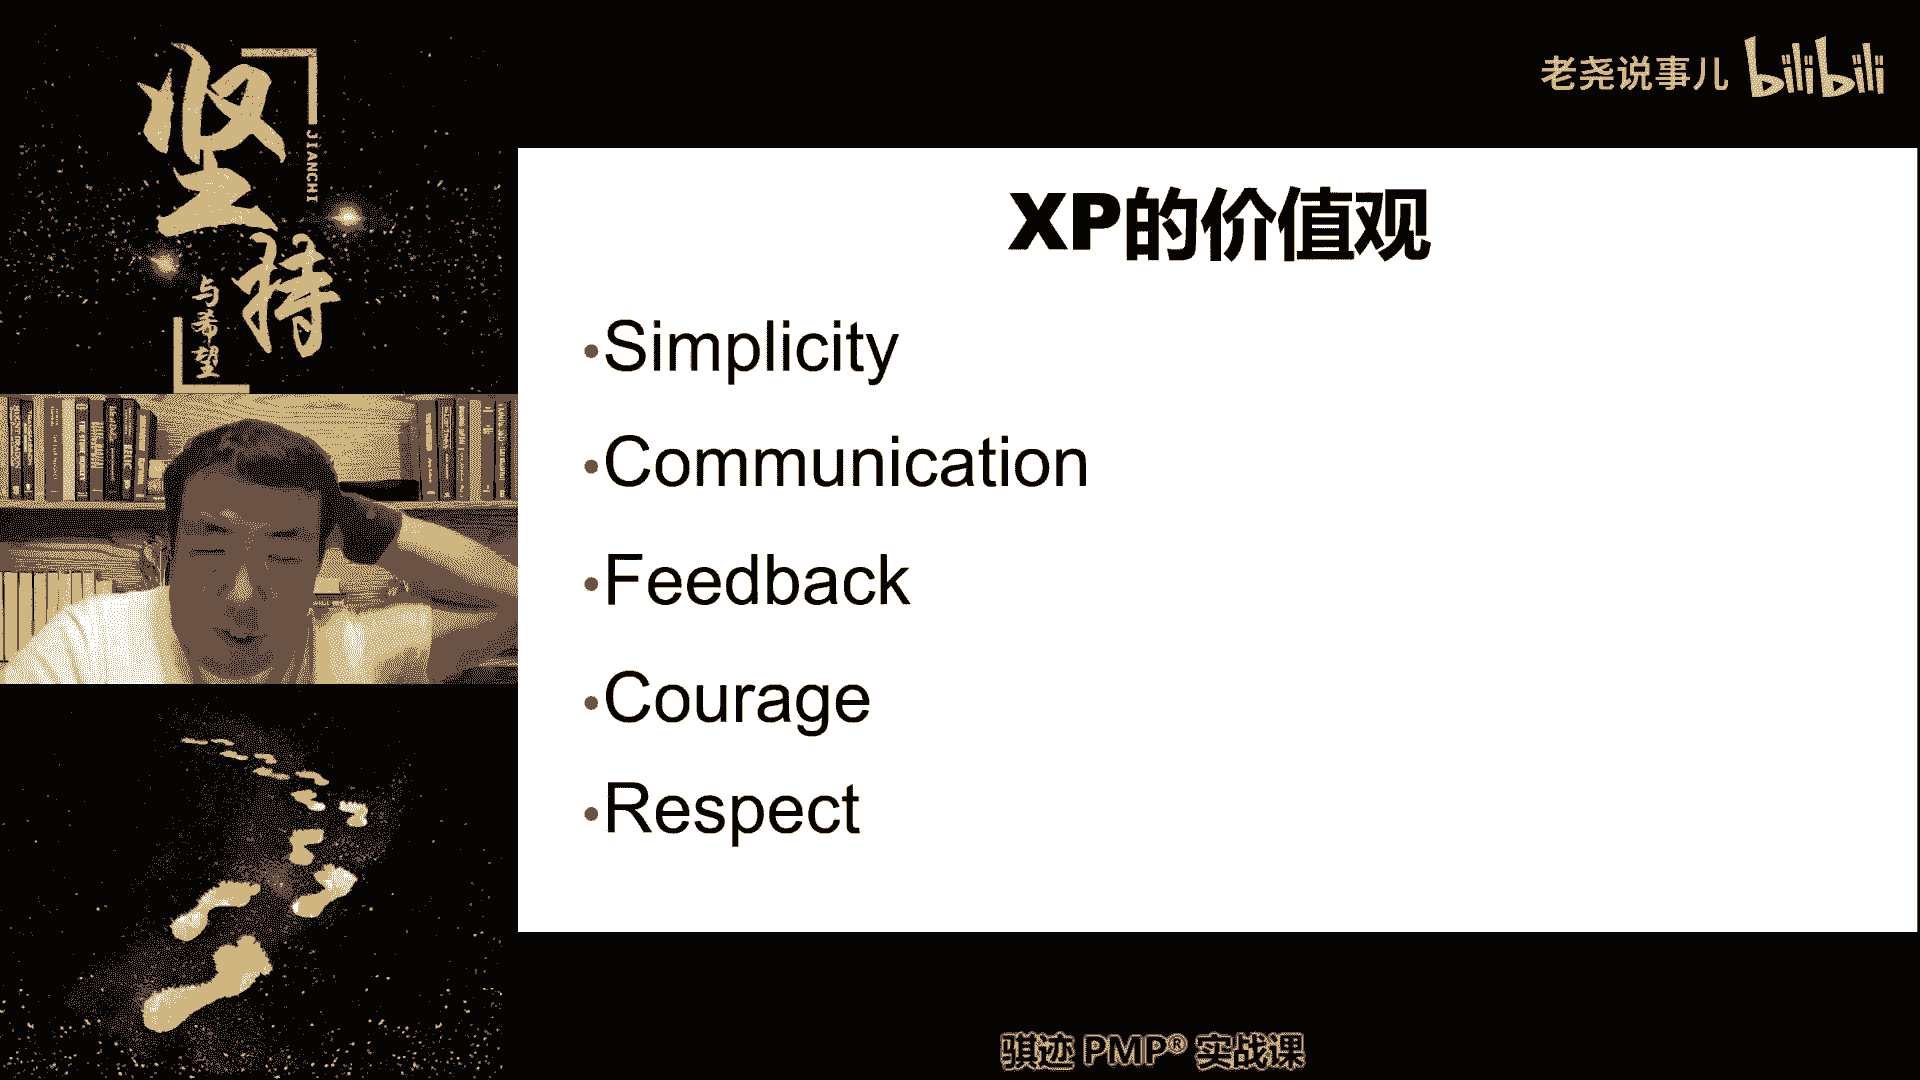 坚持
JIANCHI
与希望
老尧说事儿 bilibili
XP的价值观
•Simplicity
•Communication
•Feedback
•Courage
•Respect
骐迹 PMP® 实战课